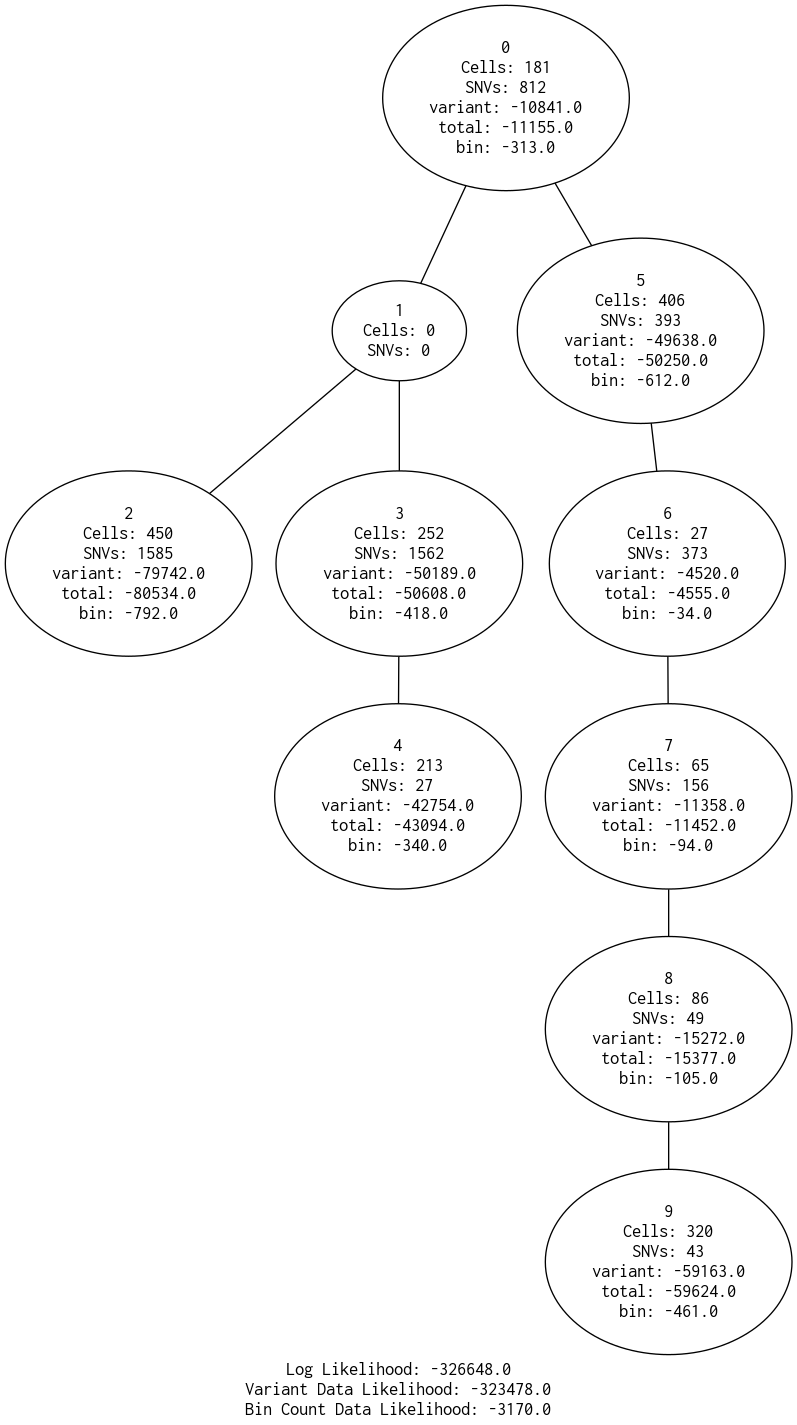 0
Cells: 181
SNVs: 812
variant: -10841.0
total: -11155.0
bin: -313.0
1
Cells: 0
SNVs: 0
5
Cells: 406
SNVs: 393
variant: -49638.0
total: -50250.0
bin: -612.0
2
Cells: 450
SNVs: 1585
variant: -79742.0
total: -80534.0
bin: -792.0
3
Cells: 252
SNVs: 1562
variant: -50189.0
total: -50608.0
bin: -418.0
6
Cells: 27
SNVs: 373
variant: -4520.0
total: -4555.0
bin: -34.0
4
Cells: 213
SNVs: 27
variant: -42754.0
total: -43094.0
bin: -340.0
7
Cells: 65
SNVs: 156
variant: -11358.0
total: -11452.0
bin: -94.0
8
Cells: 86
SNVs: 49
variant: -15272.0
total: -15377.0
bin: -105.0
9
Cells: 320
SNVs: 43
variant: -59163.0
total: -59624.0
bin: -461.0
Log Likelihood: -326648.0
Variant Data Likelihood: -323478.0
Bin Count Data Likelihood: -3170.0